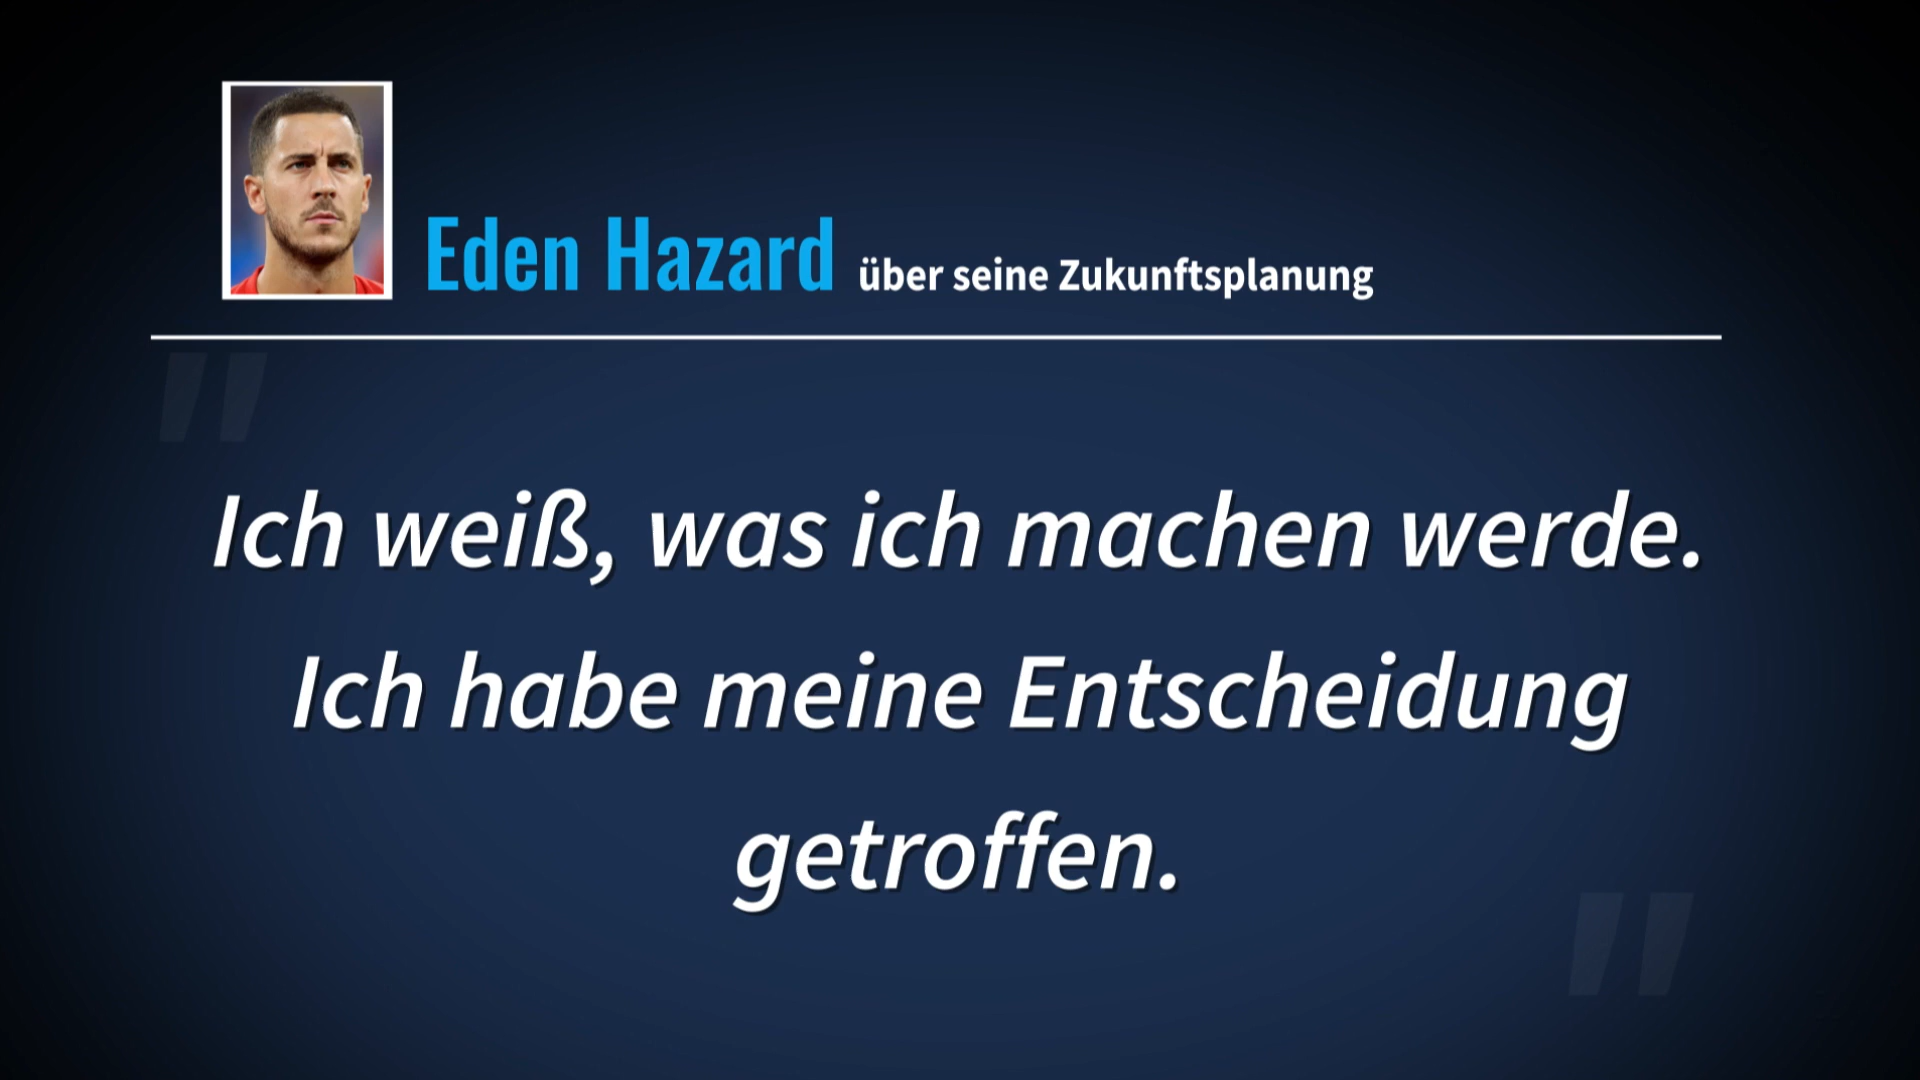 Eden Hazard über seine Zukunftsplanung
"
Ich weiß, was ich machen werde.
Ich habe meine Entscheidung
getroffen.
"